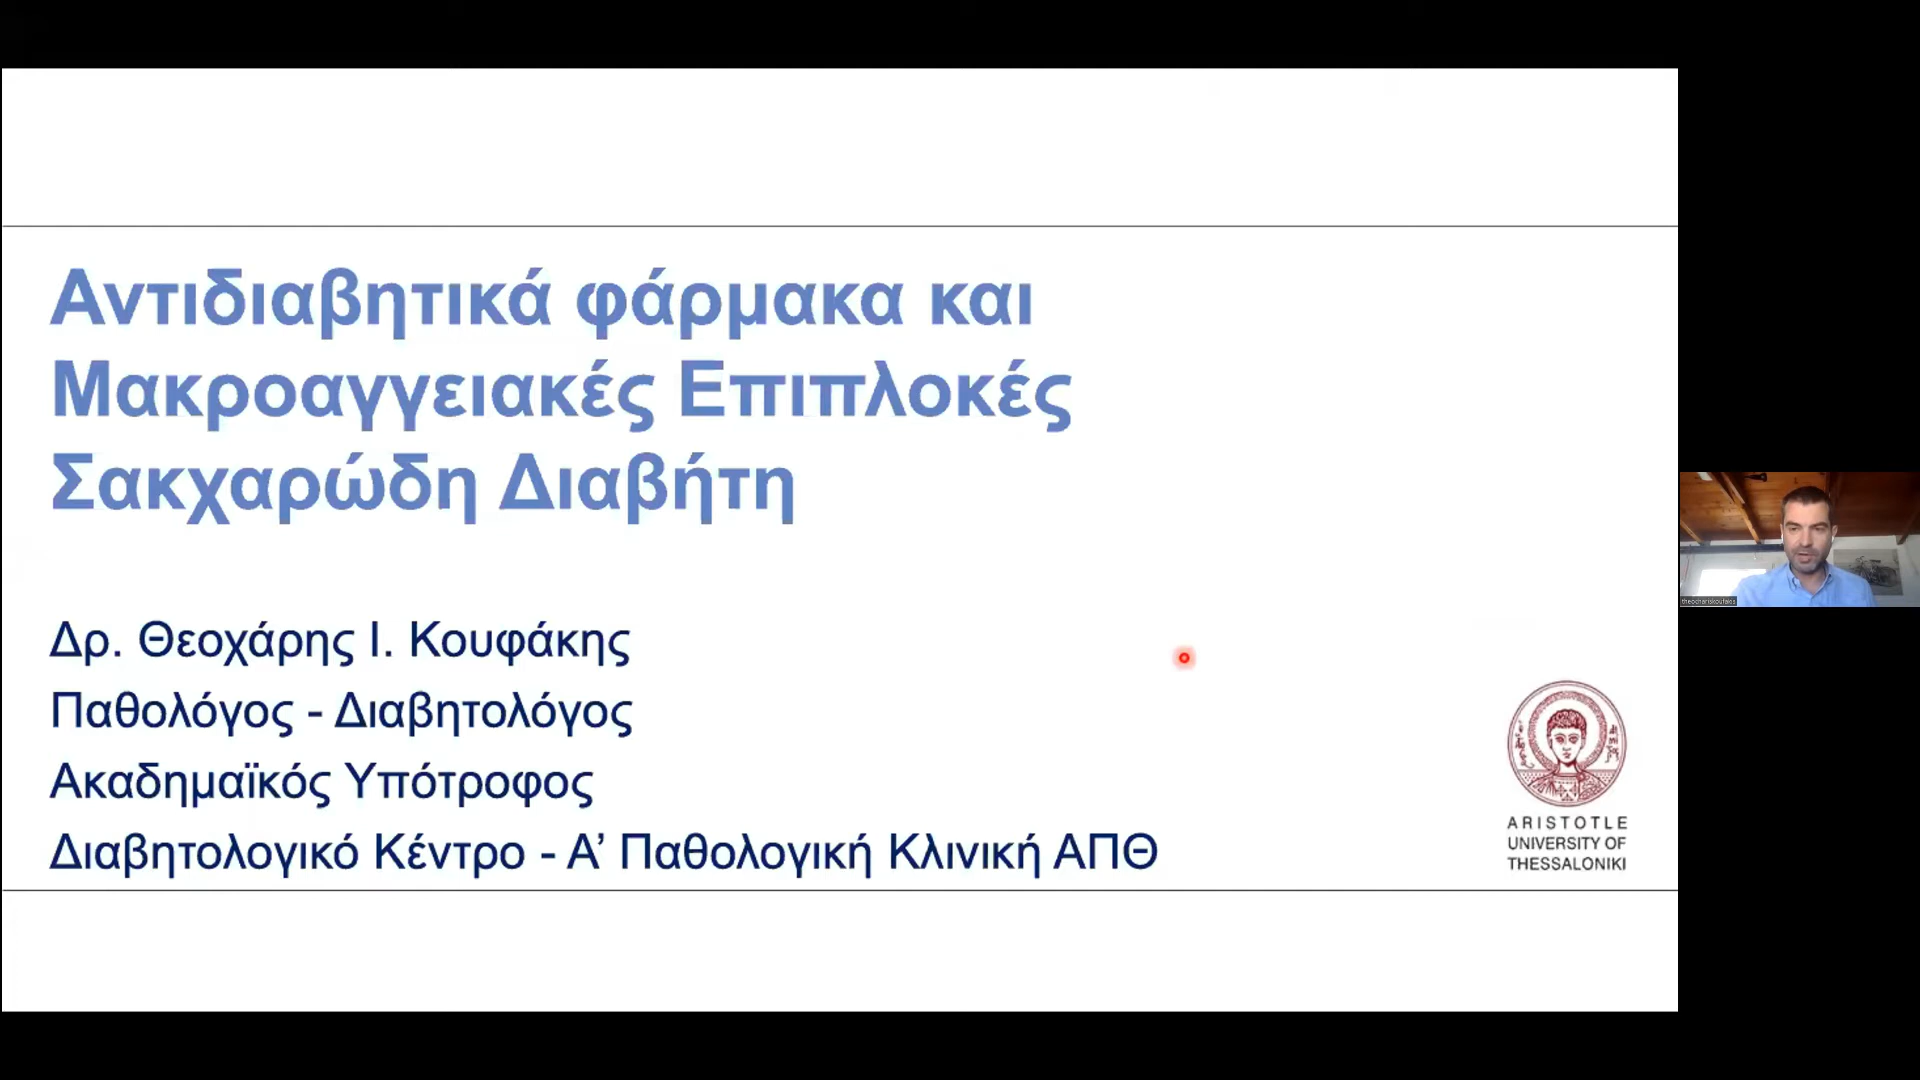 Αντιδιαβητικά φάρμακα και
Μακροαγγειακές Επιπλοκές
Σακχαρώδη Διαβήτη
Δρ. Θεοχάρης Ι. Κουφάκης
Παθολόγος - Διαβητολόγος
Ακαδημαϊκός Υπότροφος
Διαβητολογικό Κέντρο - Α’ Παθολογική Κλινική ΑΠΘ
ARISTOTLE
UNIVERSITY OF
THESSALONIKI
theochariskoufakis